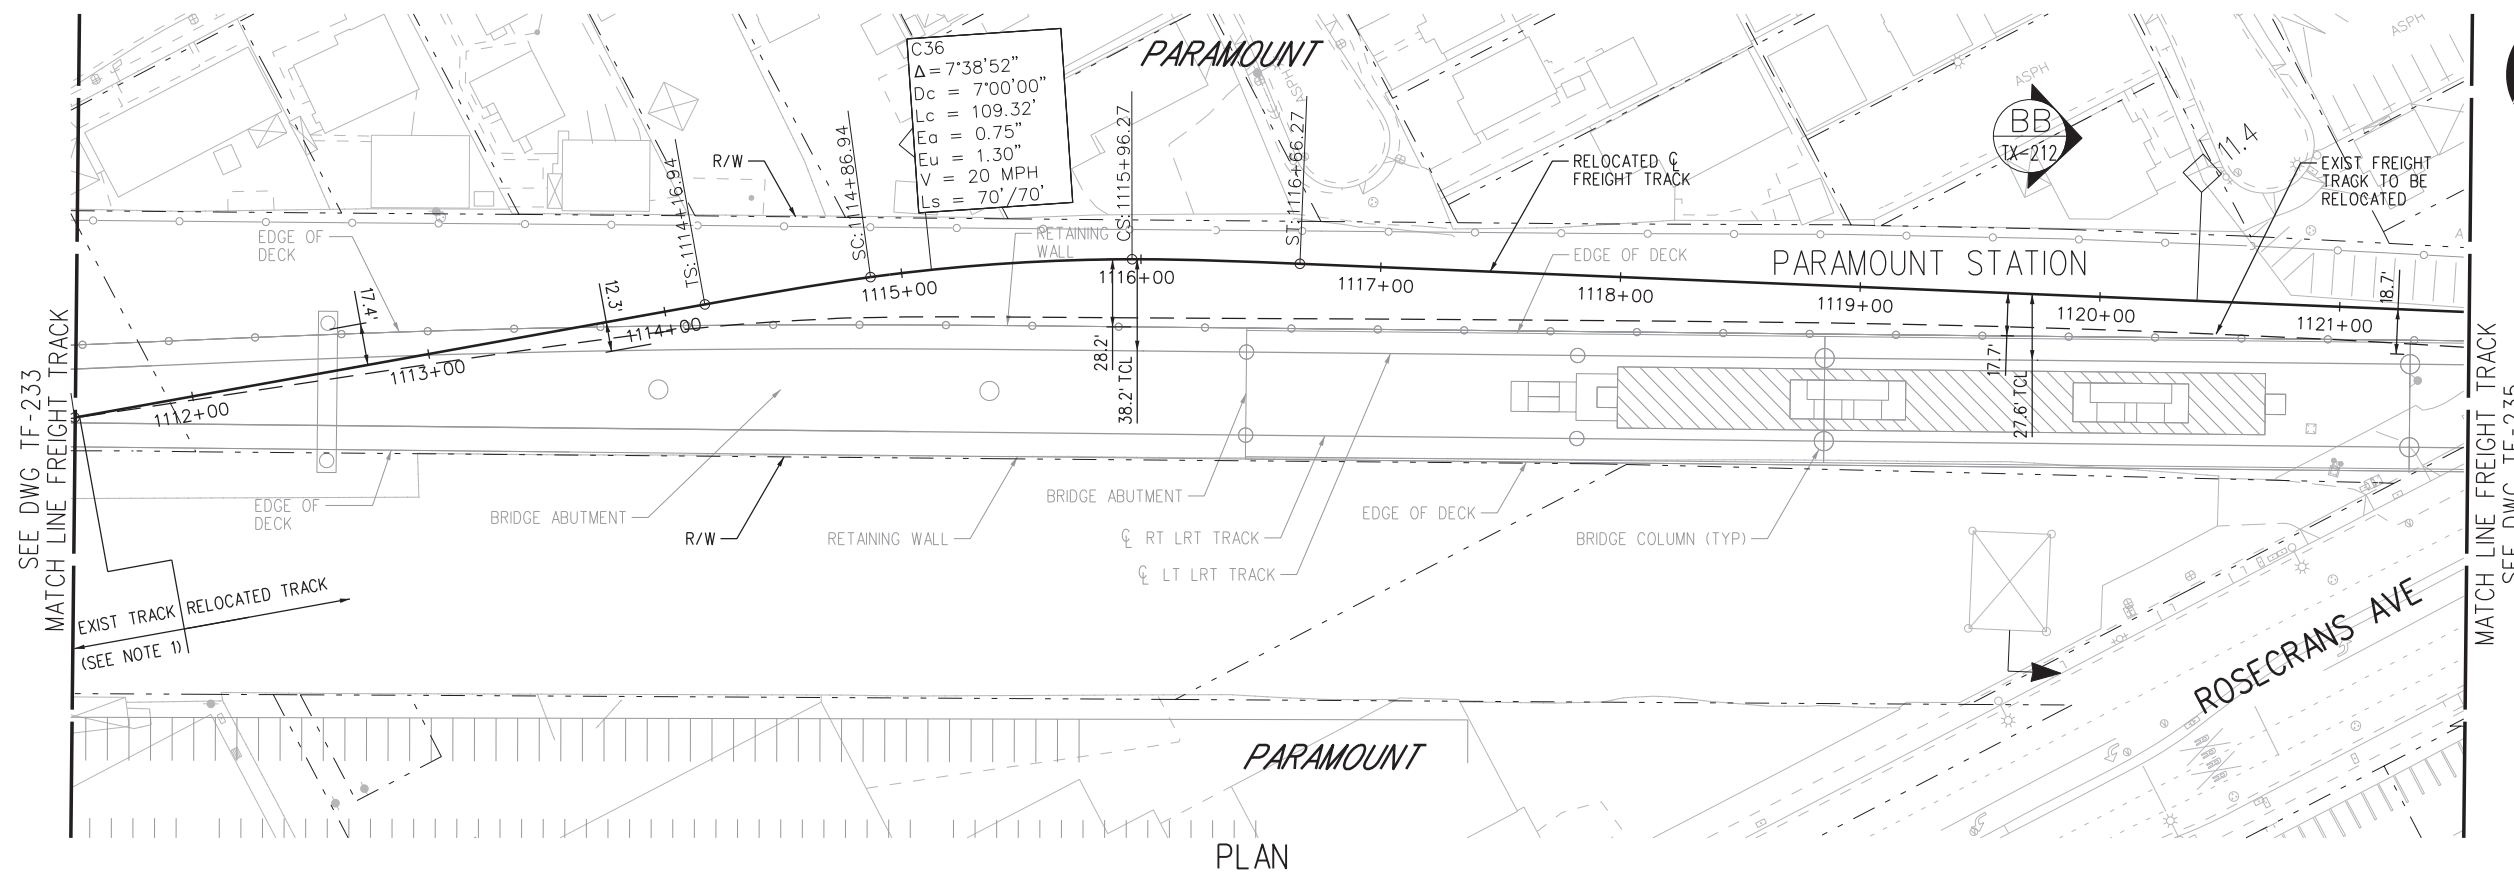 PARAMOUNT
C36
Δ=7°38'52"
Dc = 7°00'00"
Lc = 109.32'
Ea = 0.75"
Eu = 1.30"
V = 20 MPH
Ls = 70'/70'
ASPH
ASPH
ASPH
BB
TX-212
11.4
R/W
TS:1114+16.94
SC:1114+86.94
CS:1115+96.27
ST:1116+66.27
RELOCATED ℄
FREIGHT TRACK
EXIST FREIGHT
TRACK TO BE
RELOCATED
EDGE OF
DECK
RETAINING
WALL
EDGE OF DECK
PARAMOUNT STATION
17.4'
12.3'
28.2'
38.2' TCL
17.7'
27.6' TCL
18.7'
1112+00
1113+00
1114+00
1115+00
1116+00
1117+00
1118+00
1119+00
1120+00
1121+00
SEE DWG TF-233
MATCH LINE FREIGHT TRACK
MATCH LINE FREIGHT TRACK
SEE DWG TF-235
EDGE OF
DECK
BRIDGE ABUTMENT
R/W
RETAINING WALL
BRIDGE ABUTMENT
℄ RT LRT TRACK
℄ LT LRT TRACK
EDGE OF DECK
BRIDGE COLUMN (TYP)
EXIST TRACK
RELOCATED TRACK
(SEE NOTE 1)
ROSECRANS AVE
PARAMOUNT
PLAN